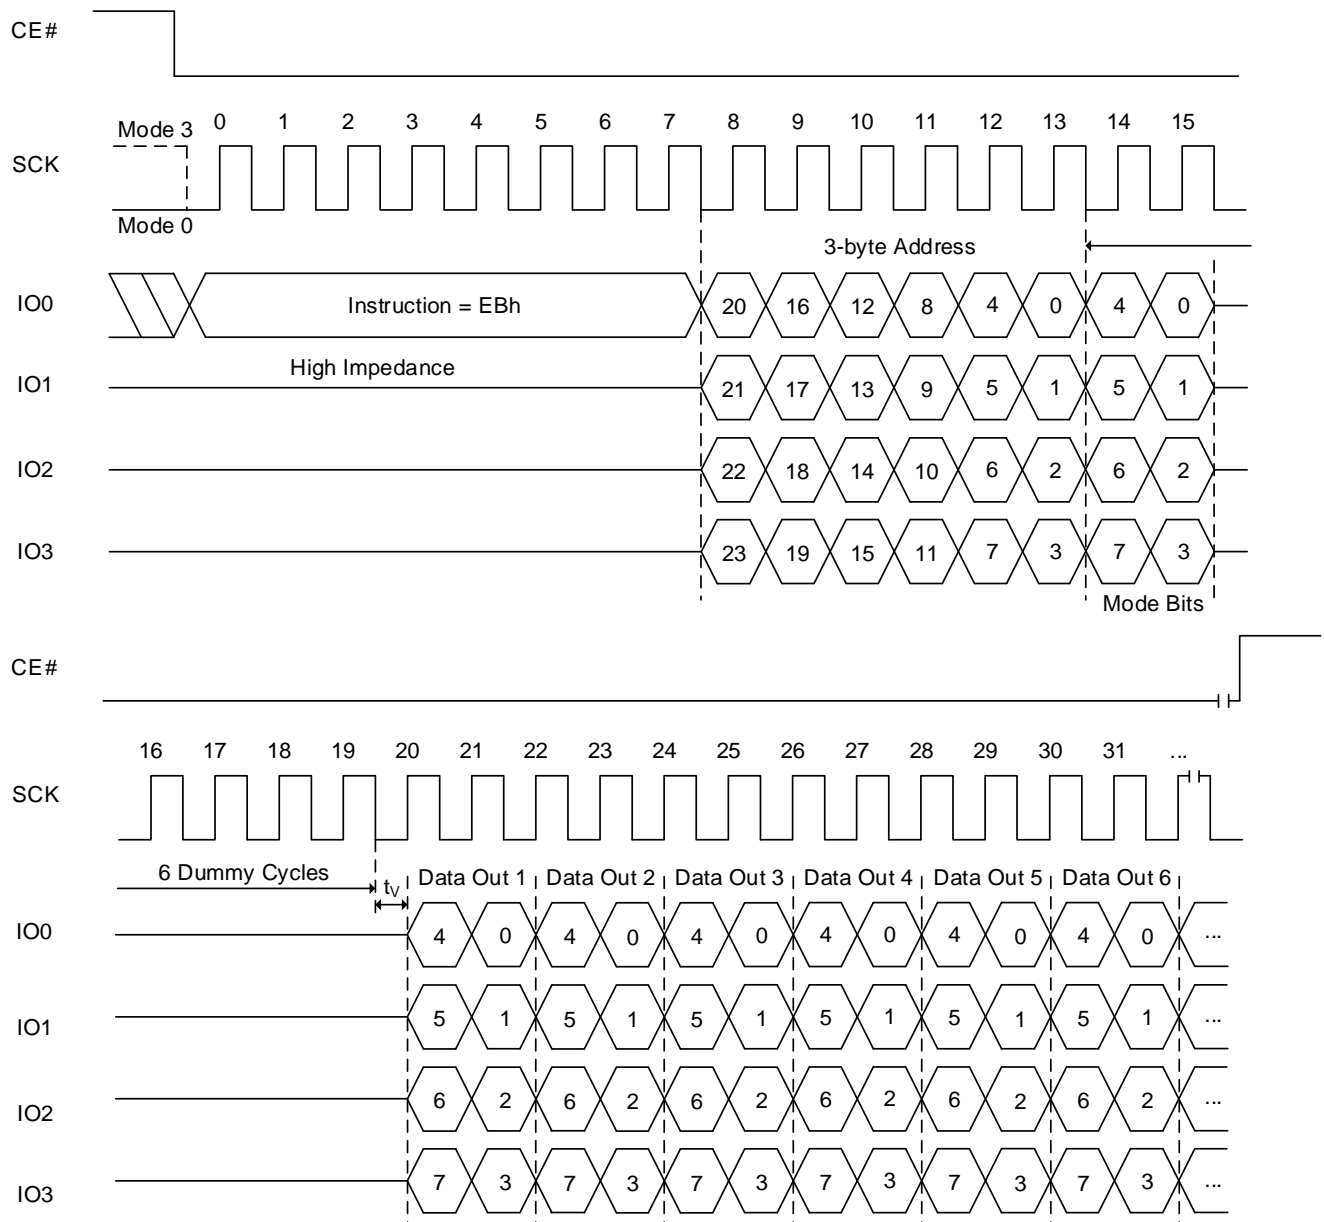 CE#
Mode 3 0 1 2 3 4 5 6 7 8 9 10 11 12 13 14 15
SCK
Mode 0
3-byte Address
IO0 Instruction = EBh 20 16 12 8 4 0 4 0
High Impedance
IO1 21 17 13 9 5 1 5 1
IO2 22 18 14 10 6 2 6 2
IO3 23 19 15 11 7 3 7 3
Mode Bits
CE#
16 17 18 19 20 21 22 23 24 25 26 27 28 29 30 31 ...
SCK
6 Dummy Cycles tV Data Out 1 Data Out 2 Data Out 3 Data Out 4 Data Out 5 Data Out 6
IO0 4 0 4 0 4 0 4 0 4 0 4 0 ...
IO1 5 1 5 1 5 1 5 1 5 1 5 1 ...
IO2 6 2 6 2 6 2 6 2 6 2 6 2 ...
IO3 7 3 7 3 7 3 7 3 7 3 7 3 ...